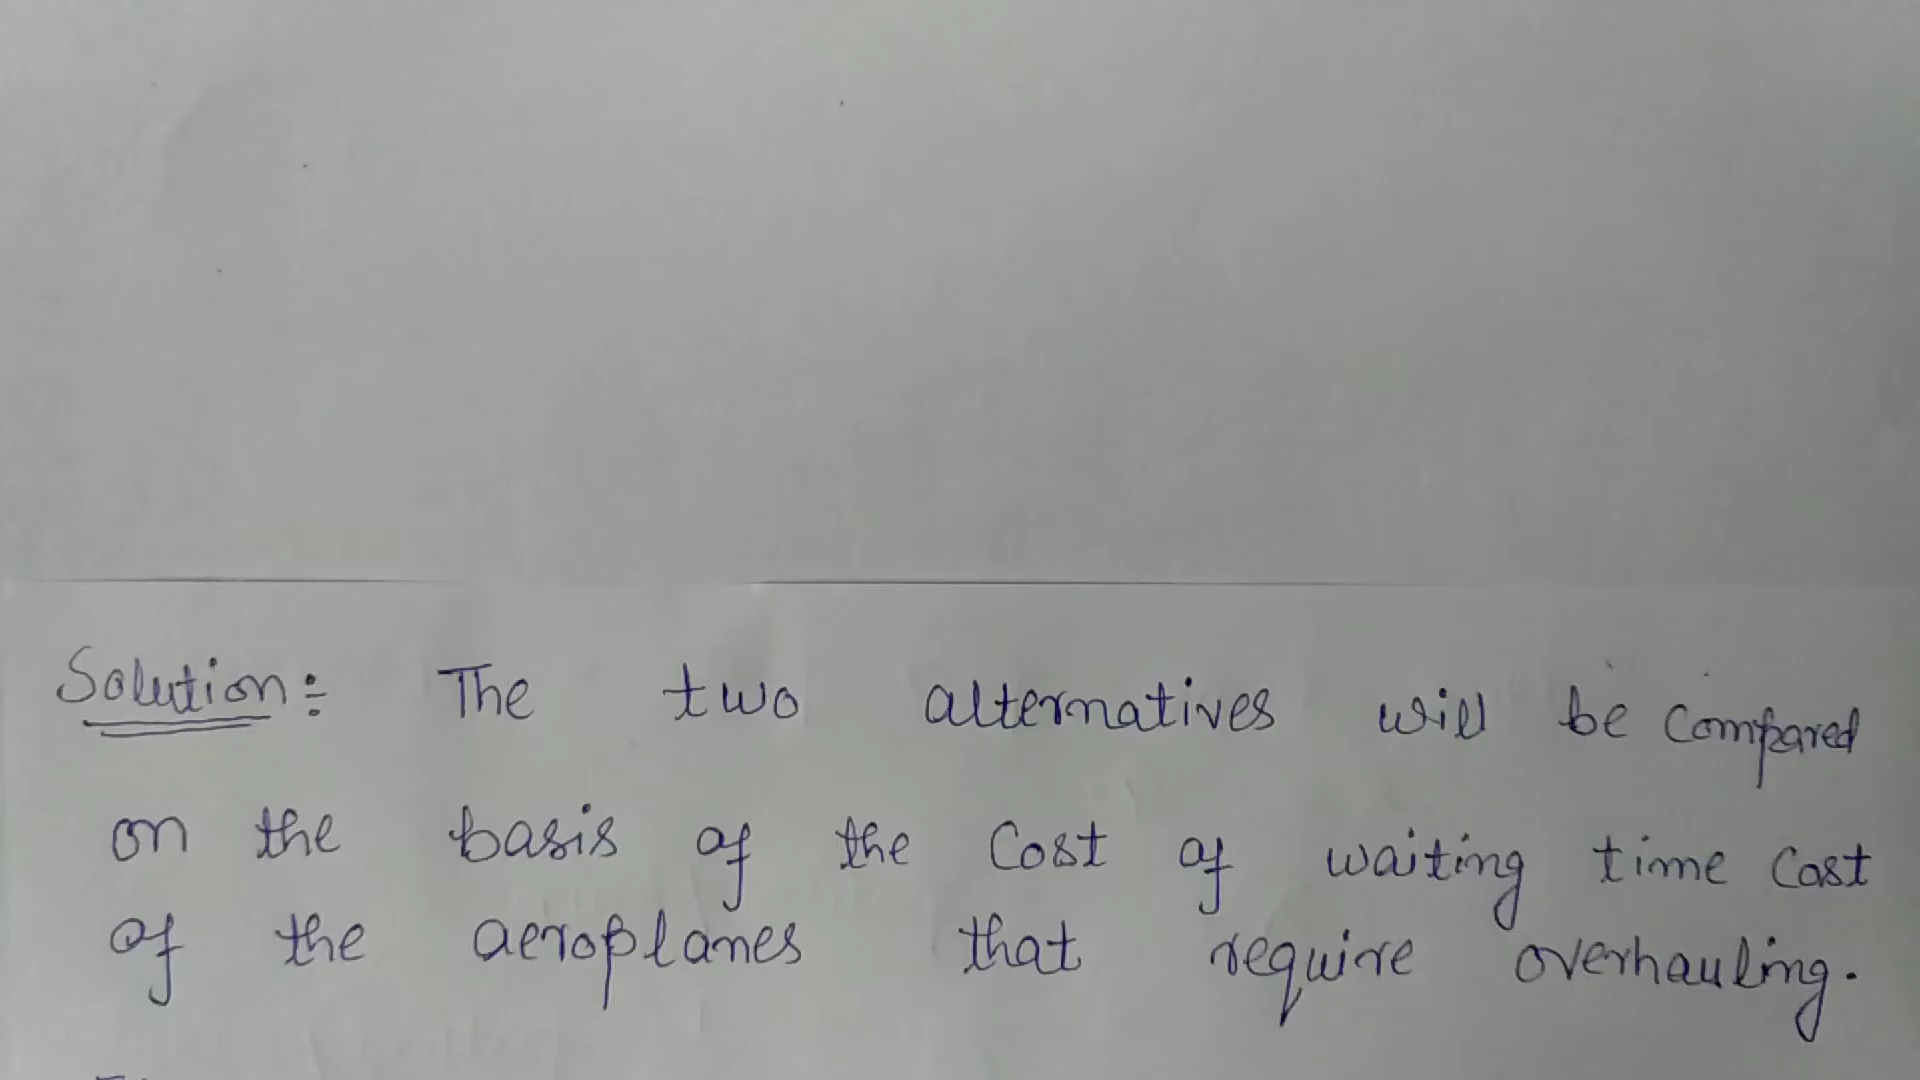 Solution:- The two alternatives will be compared
on the basis of the cost of waiting time cost
of the aeroplanes that require overhauling.